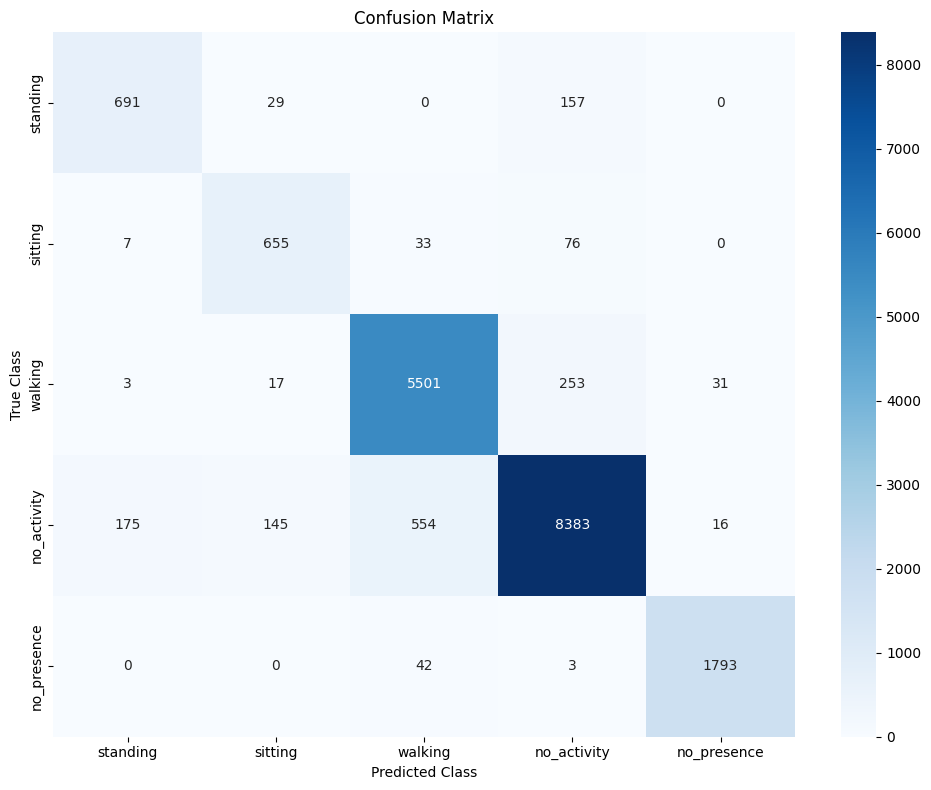 Confusion Matrix
standing 691 29 0 157 0
sitting 7 655 33 76 0
walking 3 17 5501 253 31
no_activity 175 145 554 8383 16
no_presence 0 0 42 3 1793
standing sitting walking no_activity no_presence
Predicted Class
True Class
8000
7000
6000
5000
4000
3000
2000
1000
0